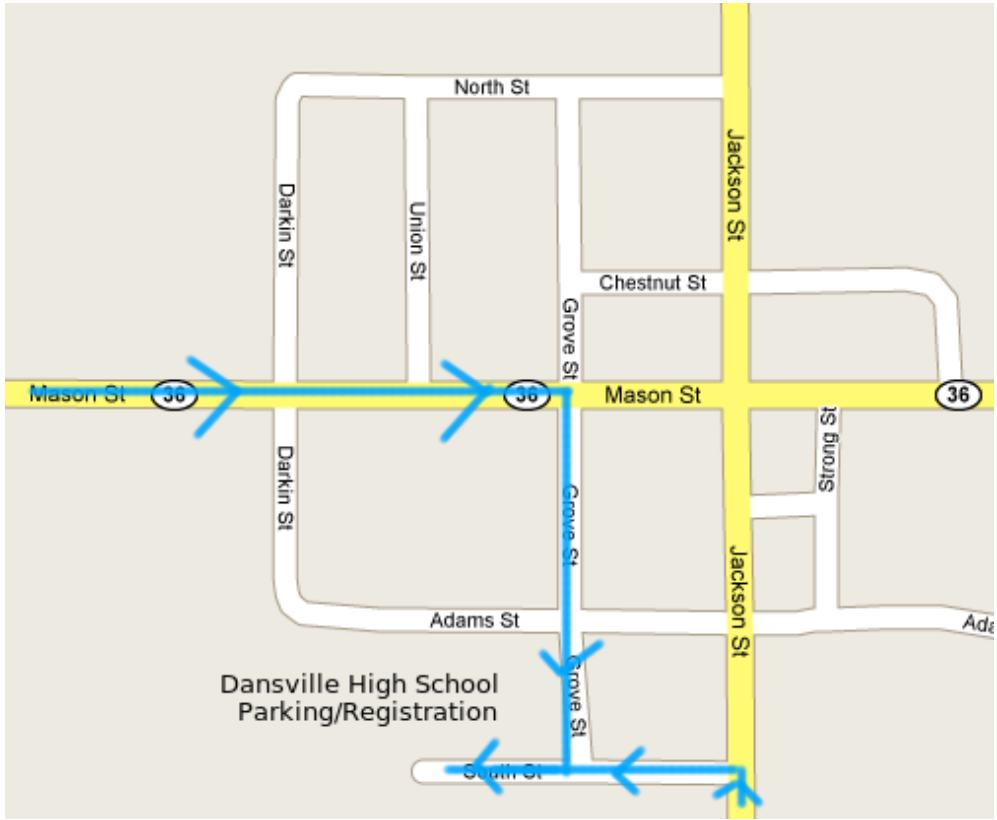 North St
Jackson St
Darkin St
Union St
Chestnut St
Grove St
Mason St
36
36
Mason St
36
Strong St
Darkin St
Grove St
Jackson St
Adams St
Ada
Grove St
Dansville High School
Parking/Registration
South St